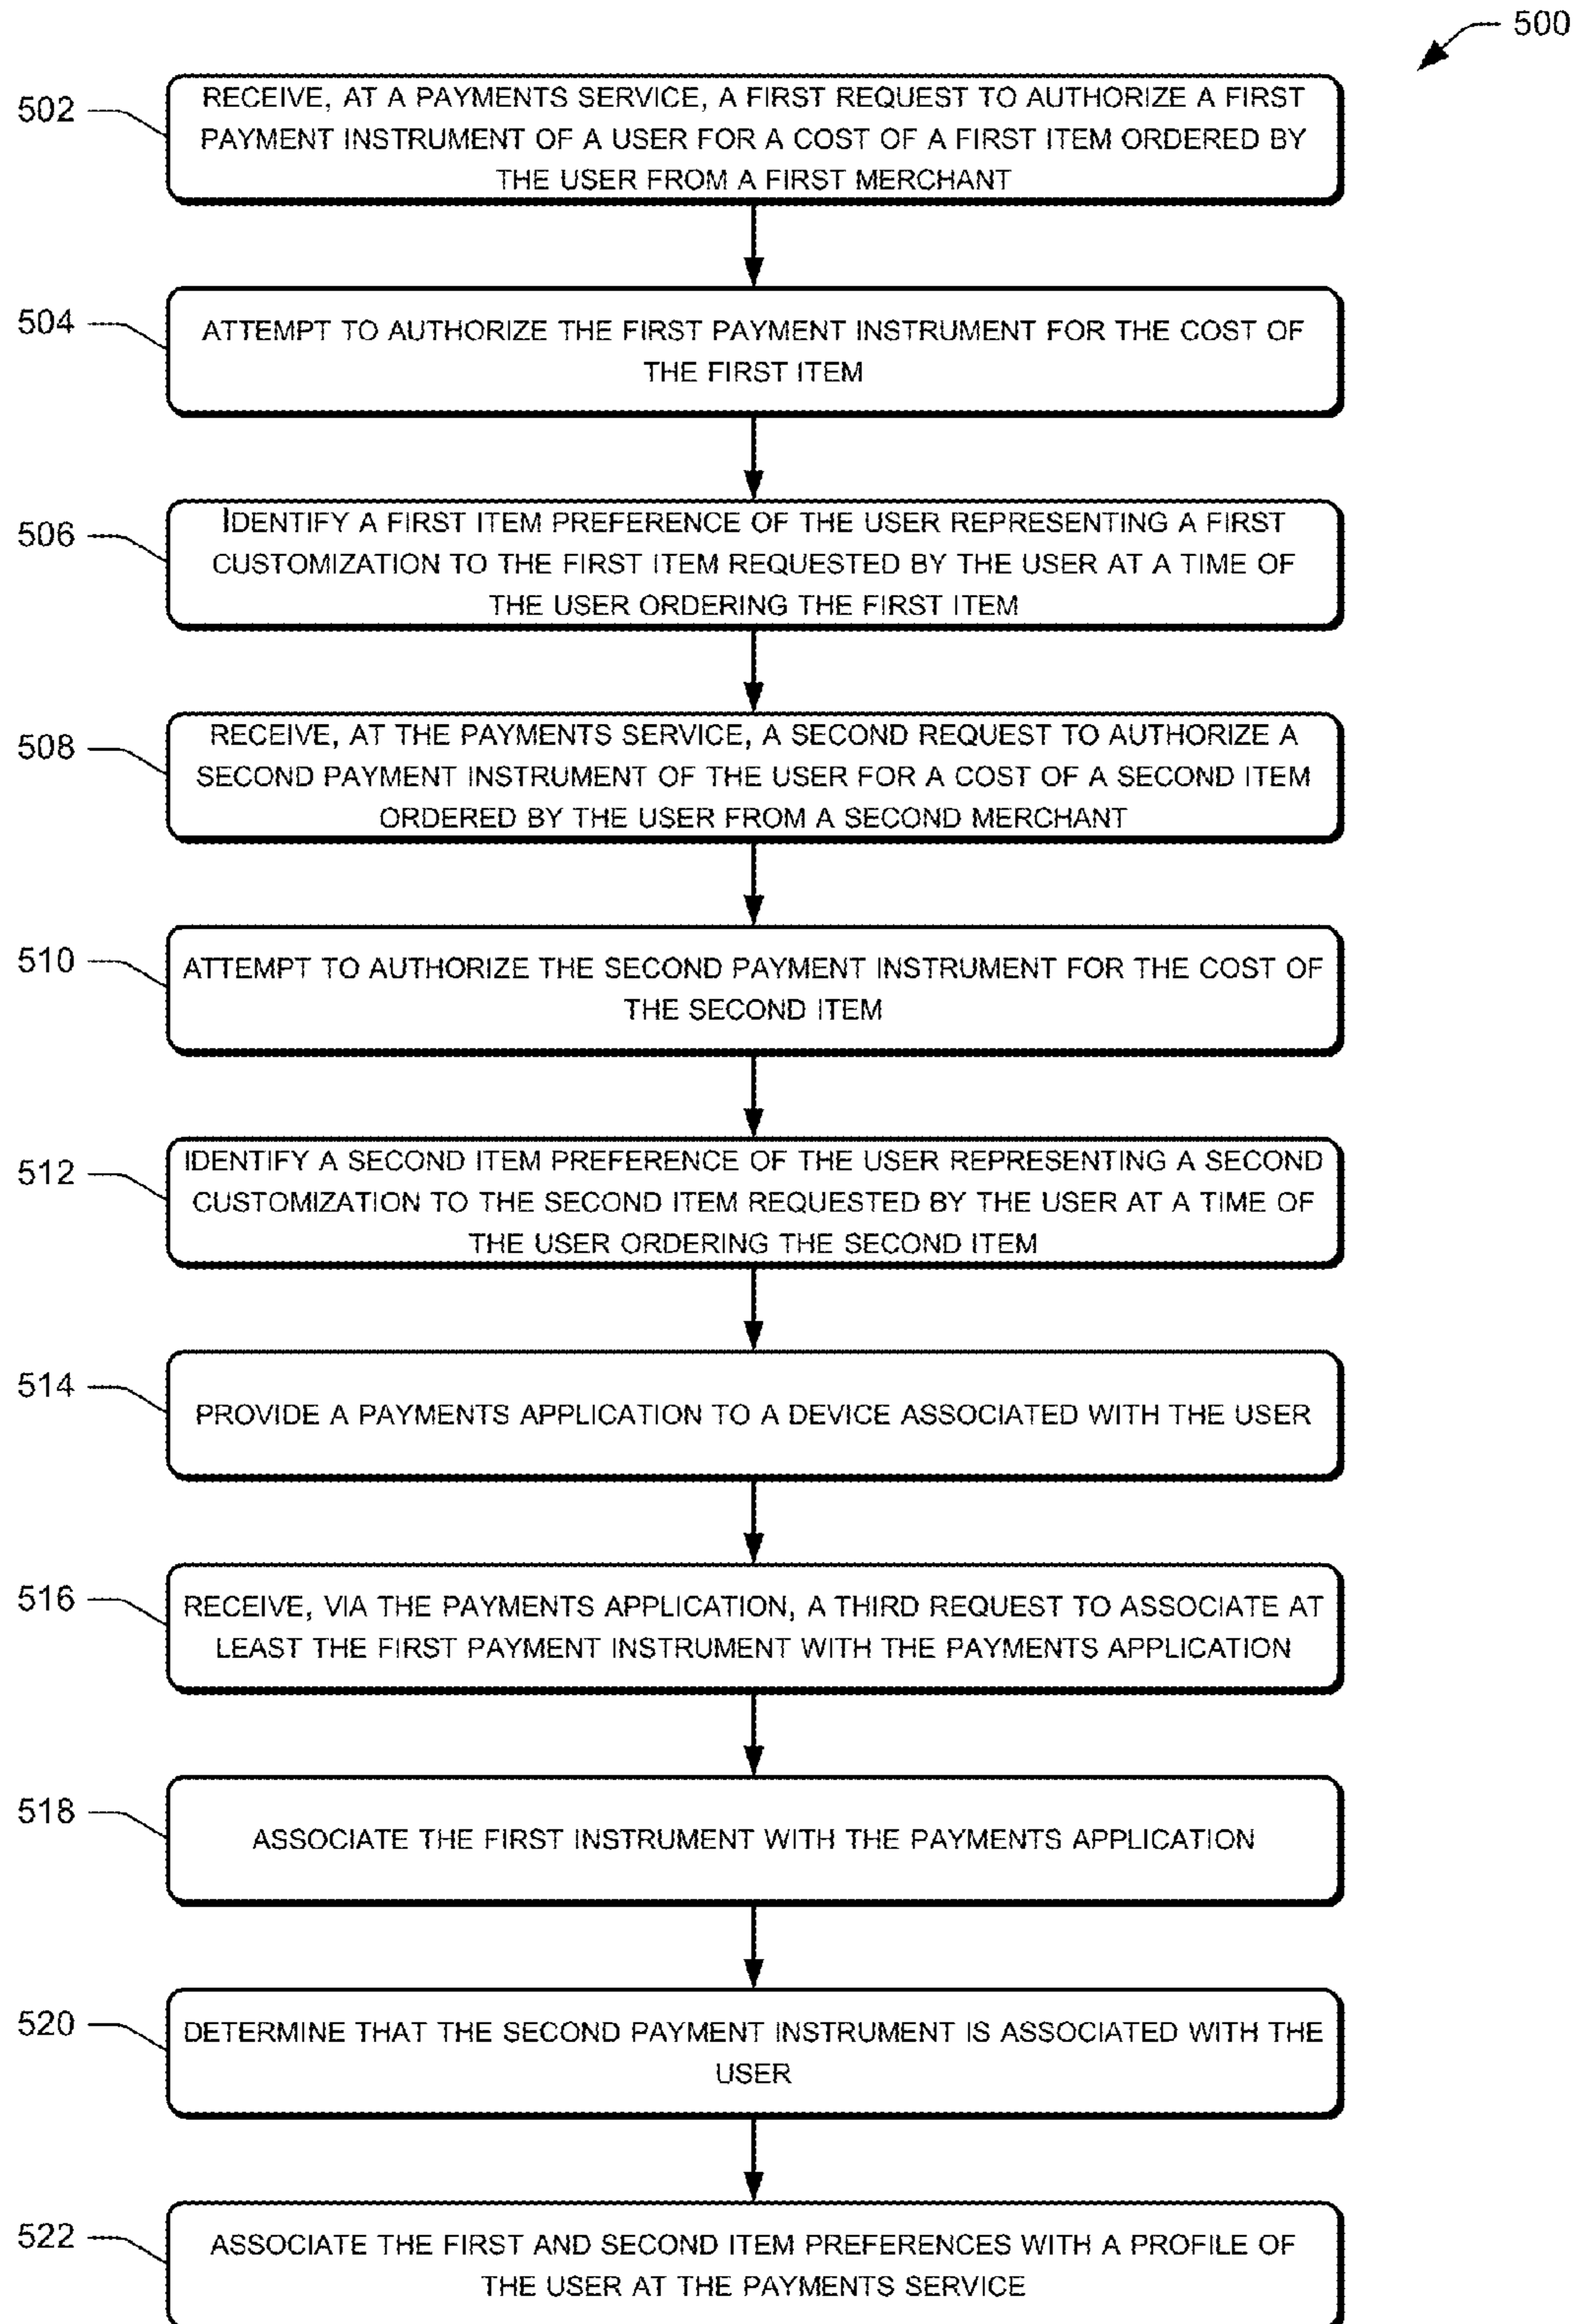 500
502
RECEIVE, AT A PAYMENTS SERVICE, A FIRST REQUEST TO AUTHORIZE A FIRST
PAYMENT INSTRUMENT OF A USER FOR A COST OF A FIRST ITEM ORDERED BY
THE USER FROM A FIRST MERCHANT
504
ATTEMPT TO AUTHORIZE THE FIRST PAYMENT INSTRUMENT FOR THE COST OF
THE FIRST ITEM
506
IDENTIFY A FIRST ITEM PREFERENCE OF THE USER REPRESENTING A FIRST
CUSTOMIZATION TO THE FIRST ITEM REQUESTED BY THE USER AT A TIME OF
THE USER ORDERING THE FIRST ITEM
508
RECEIVE, AT THE PAYMENTS SERVICE, A SECOND REQUEST TO AUTHORIZE A
SECOND PAYMENT INSTRUMENT OF THE USER FOR A COST OF A SECOND ITEM
ORDERED BY THE USER FROM A SECOND MERCHANT
510
ATTEMPT TO AUTHORIZE THE SECOND PAYMENT INSTRUMENT FOR THE COST OF
THE SECOND ITEM
512
IDENTIFY A SECOND ITEM PREFERENCE OF THE USER REPRESENTING A SECOND
CUSTOMIZATION TO THE SECOND ITEM REQUESTED BY THE USER AT A TIME OF
THE USER ORDERING THE SECOND ITEM
514
PROVIDE A PAYMENTS APPLICATION TO A DEVICE ASSOCIATED WITH THE USER
516
RECEIVE, VIA THE PAYMENTS APPLICATION, A THIRD REQUEST TO ASSOCIATE AT
LEAST THE FIRST PAYMENT INSTRUMENT WITH THE PAYMENTS APPLICATION
518
ASSOCIATE THE FIRST INSTRUMENT WITH THE PAYMENTS APPLICATION
520
DETERMINE THAT THE SECOND PAYMENT INSTRUMENT IS ASSOCIATED WITH THE
USER
522
ASSOCIATE THE FIRST AND SECOND ITEM PREFERENCES WITH A PROFILE OF
THE USER AT THE PAYMENTS SERVICE